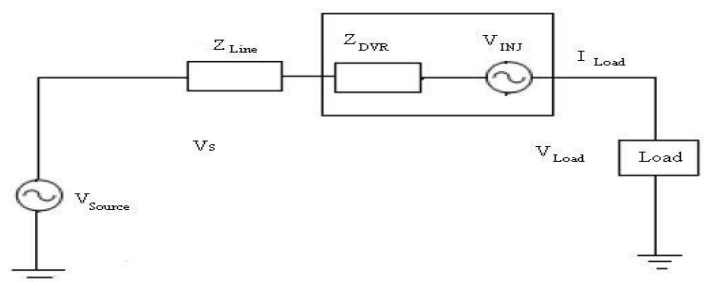 Z Line
Z DVR
V INJ
I Load
Vs
V Load
Load
V Source